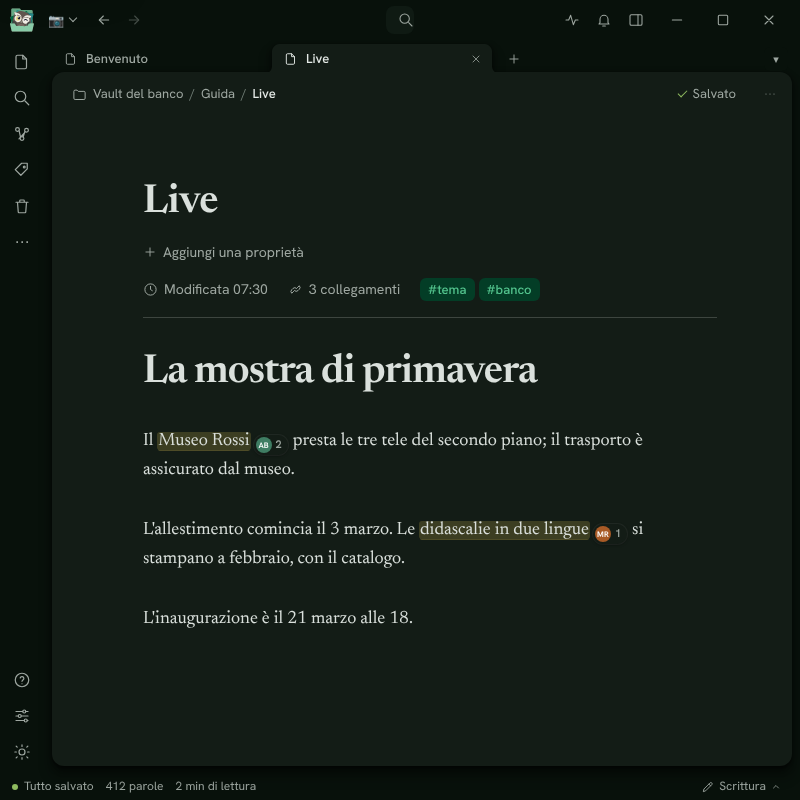 Benvenuto
Live
Vault del banco / Guida / Live
Salvato
Live
Aggiungi una proprietà
Modificata 07:30
3 collegamenti
#tema
#banco
La mostra di primavera
Il Museo Rossi AB 2 presta le tre tele del secondo piano; il trasporto è
assicurato dal museo.
L'allestimento comincia il 3 marzo. Le didascalie in due lingue MR 1 si
stampano a febbraio, con il catalogo.
L'inaugurazione è il 21 marzo alle 18.
Tutto salvato
412 parole
2 min di lettura
Scrittura